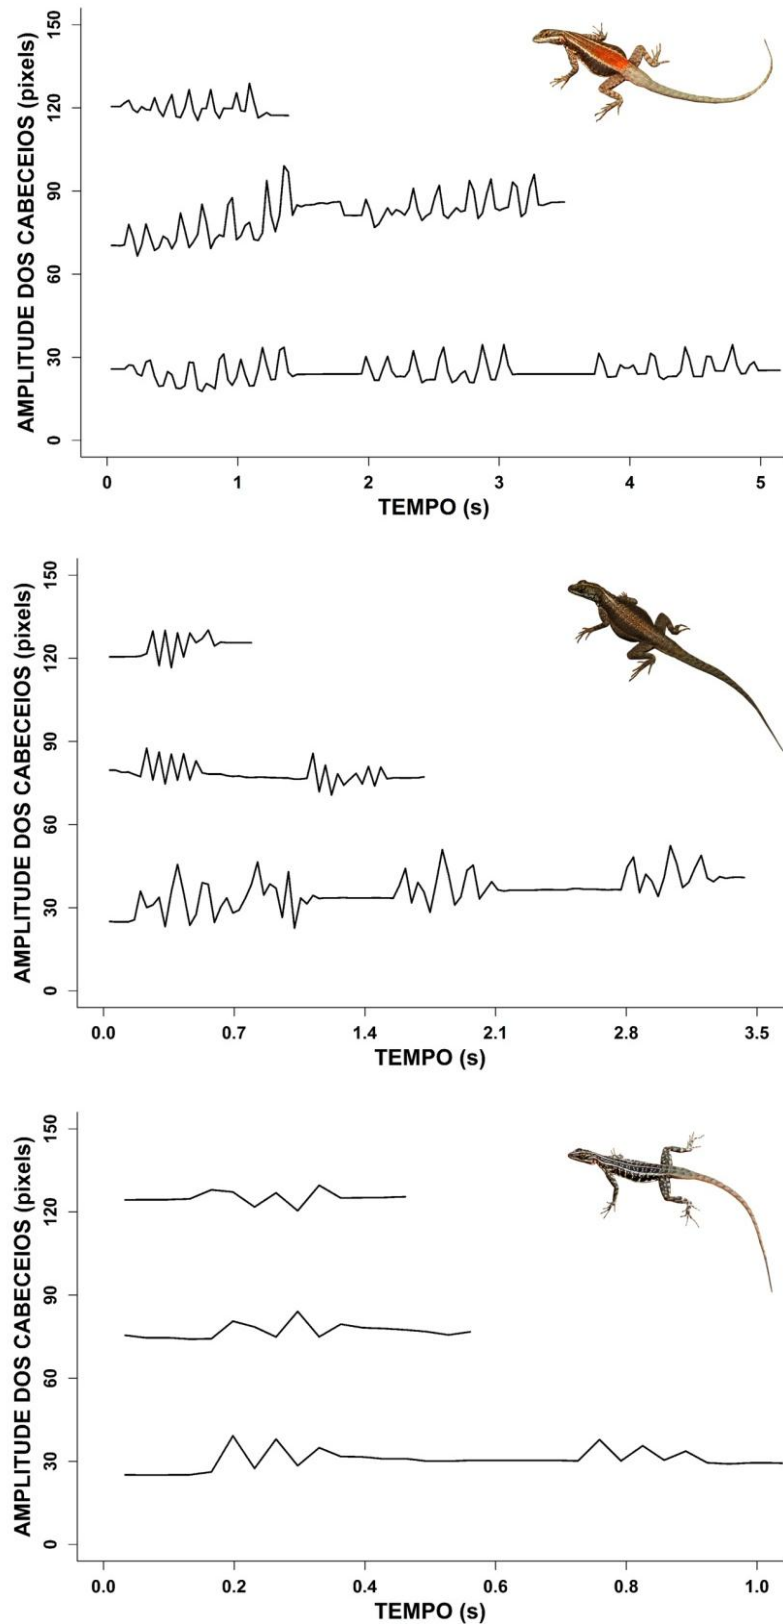 AMPLITUDE DOS CABECEIOS (pixels)
150
120
90
60
30
0
0 1 2 3 4 5
TEMPO (s)
AMPLITUDE DOS CABECEIOS (pixels)
150
120
90
60
30
0
0.0 0.7 1.4 2.1 2.8 3.5
TEMPO (s)
AMPLITUDE DOS CABECEIOS (pixels)
150
120
90
60
30
0
0.0 0.2 0.4 0.6 0.8 1.0
TEMPO (s)